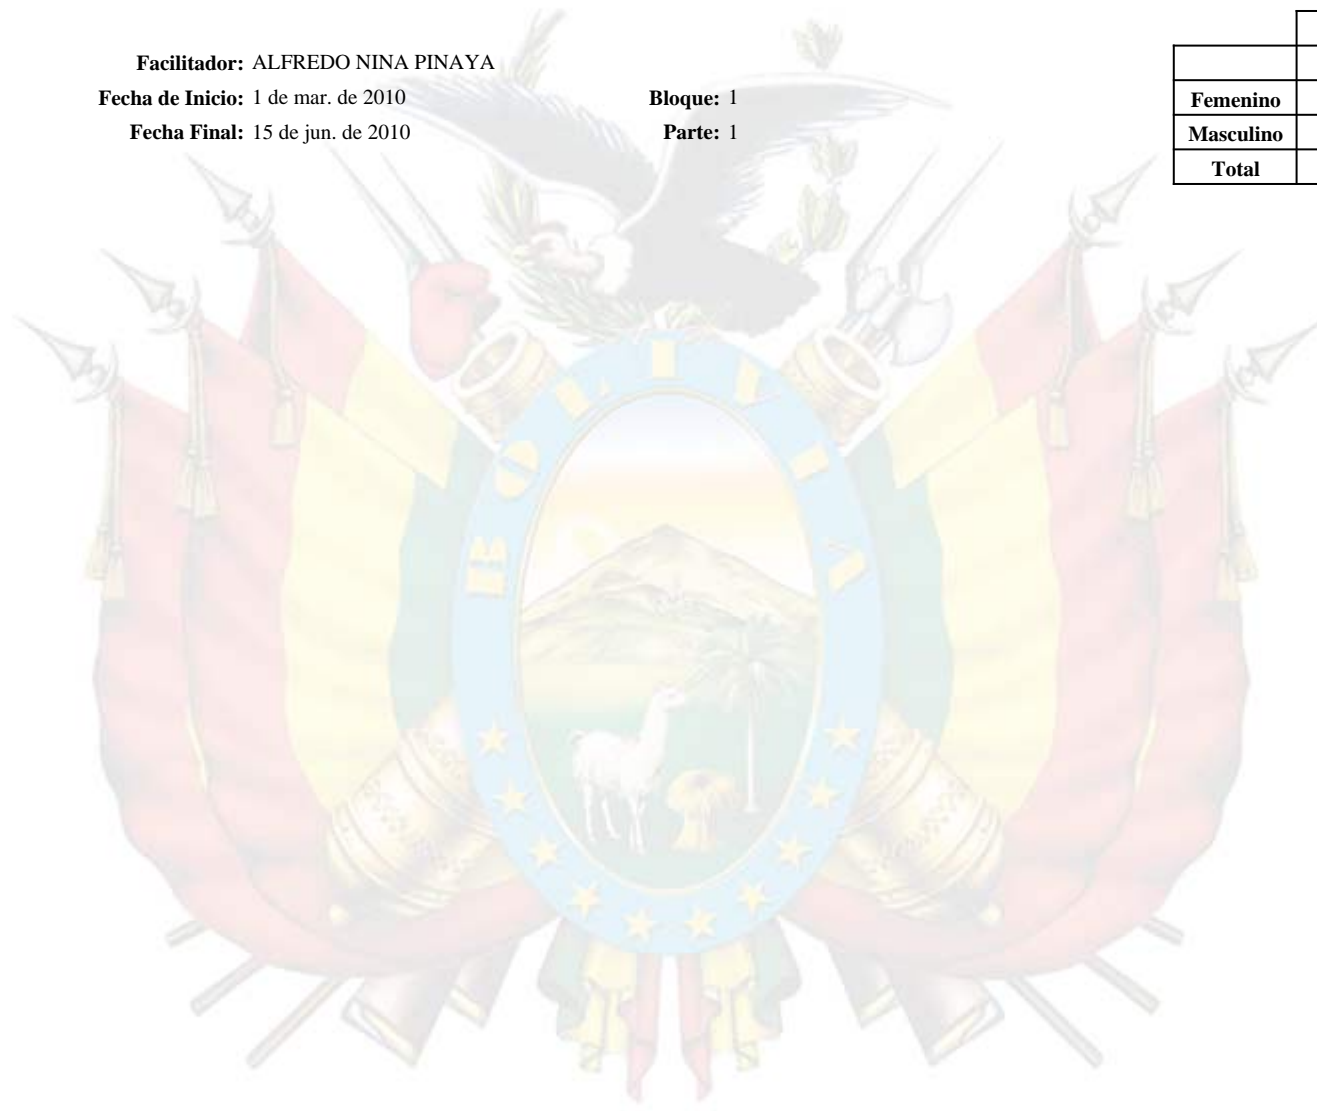 Facilitador: ALFREDO NINA PINAYA
Fecha de Inicio: 1 de mar. de 2010 Bloque: 1
Fecha Final: 15 de jun. de 2010 Parte: 1
Femenino
Masculino
Total
BOLIVIA